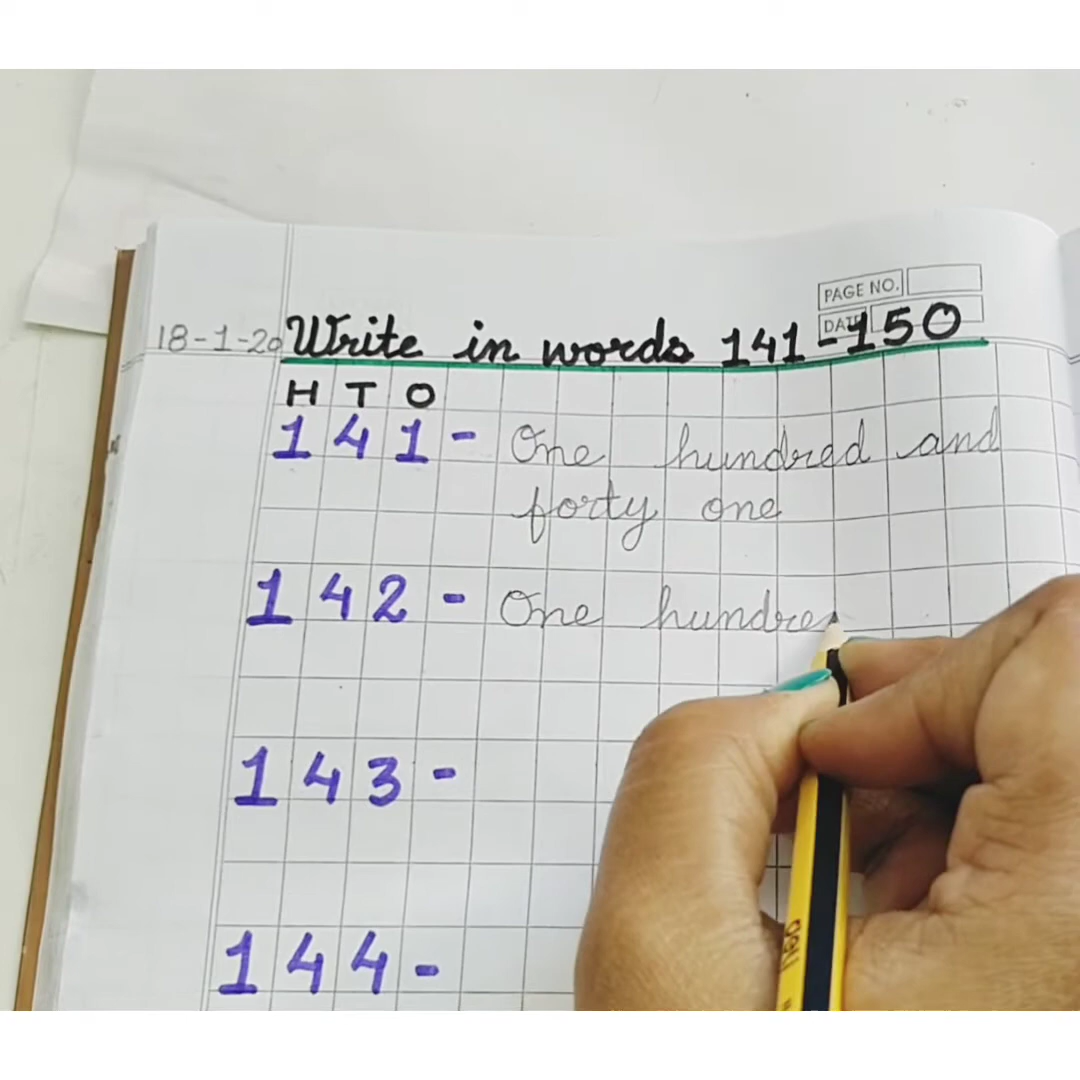 PAGE NO.
DATE
18-1-20 Write in words 141-150
H T O
141- One hundred and
forty one
142- One hundre
143-
144-
deli